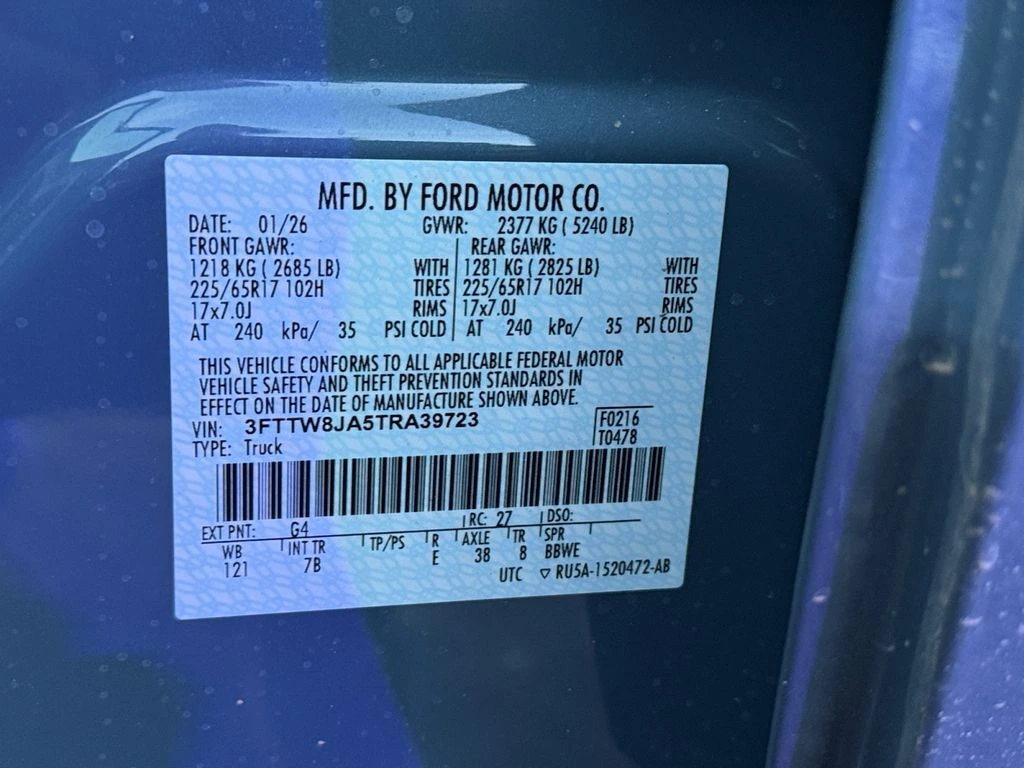 MFD. BY FORD MOTOR CO.
DATE: 01/26 GVWR: 2377 KG ( 5240 LB)
FRONT GAWR: REAR GAWR:
1218 KG ( 2685 LB) WITH 1281 KG ( 2825 LB) WITH
225/65R17 102H TIRES 225/65R17 102H TIRES
17x7.0J RIMS 17x7.0J RIMS
AT 240 kPa/ 35 PSI COLD AT 240 kPa/ 35 PSI COLD
THIS VEHICLE CONFORMS TO ALL APPLICABLE FEDERAL MOTOR
VEHICLE SAFETY AND THEFT PREVENTION STANDARDS IN
EFFECT ON THE DATE OF MANUFACTURE SHOWN ABOVE.
VIN: 3FTTW8JA5TRA39723 F0216
TYPE: Truck T0478
EXT PNT: G4 RC: 27 DSO:
WB INT TR TP/PS R AXLE TR SPR
121 7B E 38 8 BBWE
UTC ▽ RU5A-1520472-AB